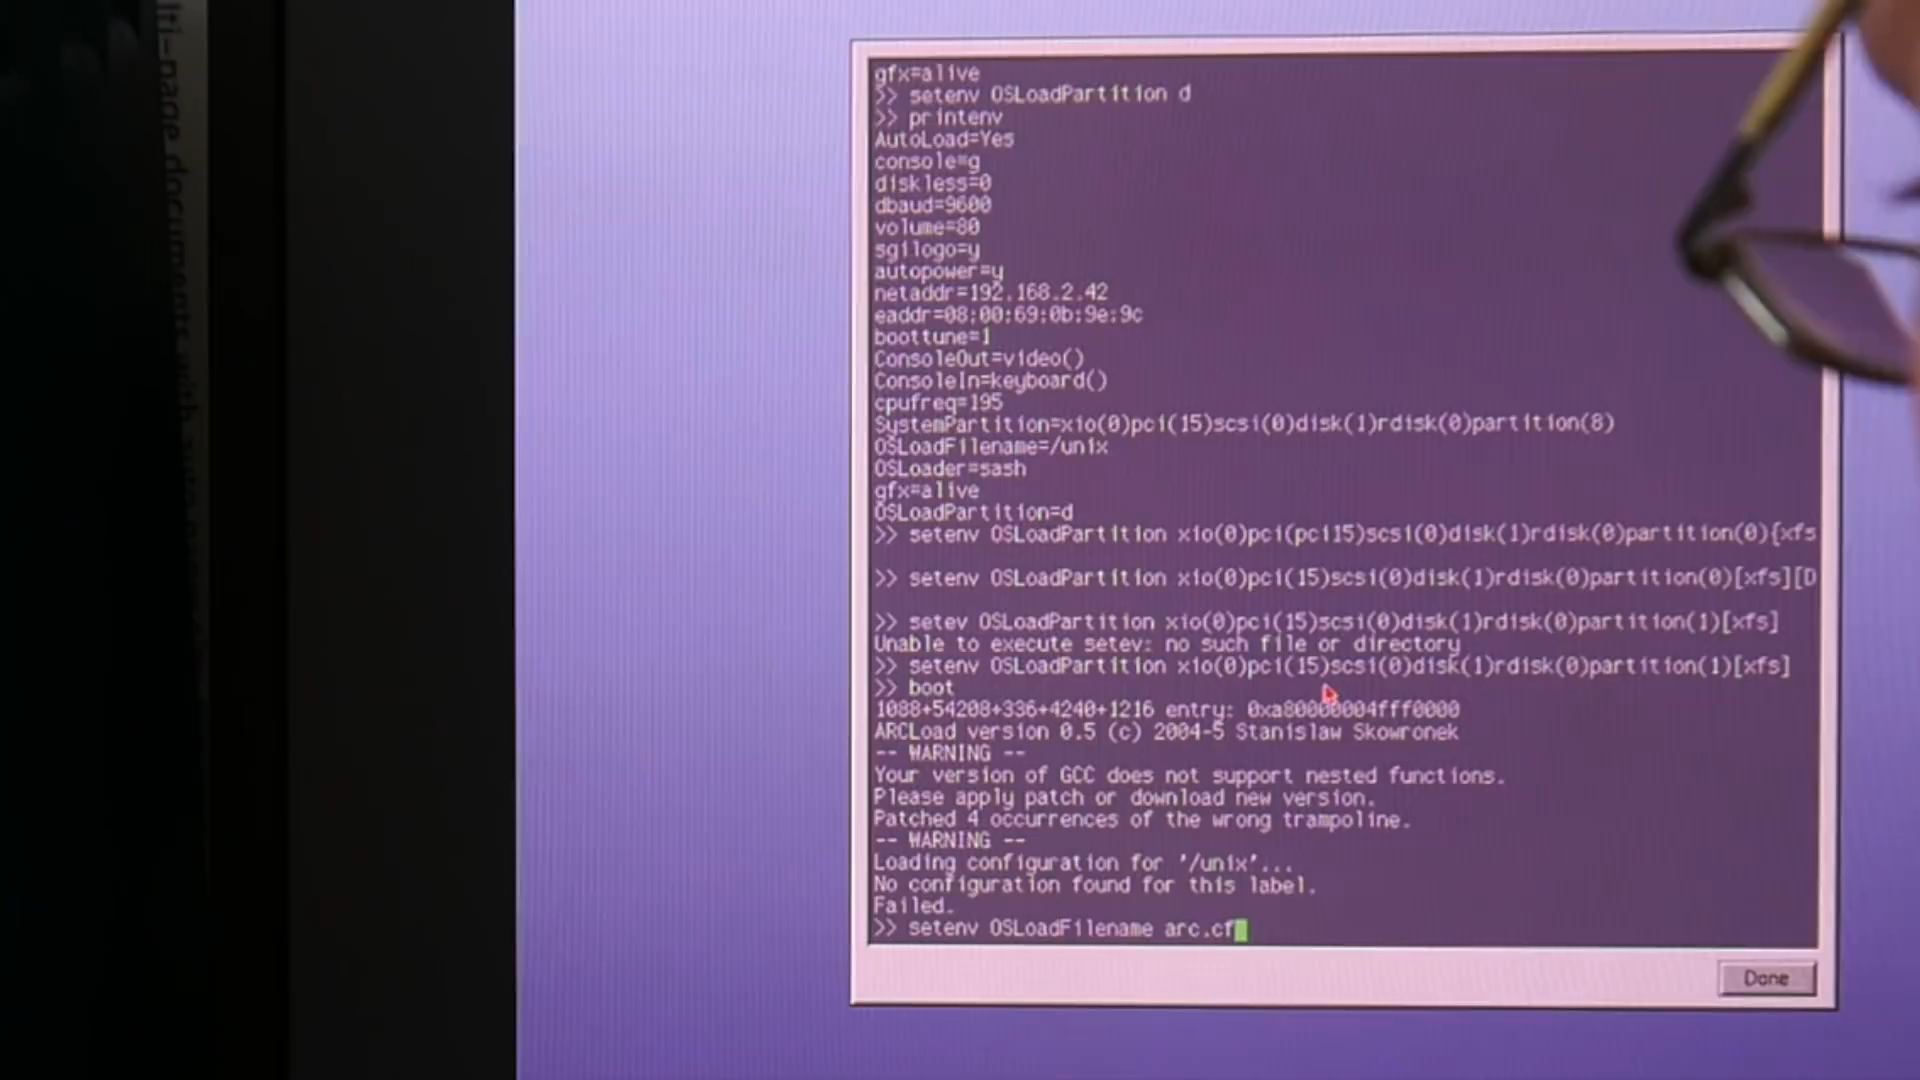 lti-page documents with
gfx=alive
>> setenv OSLoadPartition d
>> printenv
AutoLoad=Yes
console=g
diskless=0
dbaud=9600
volume=80
sgilogo=y
autopower=y
netaddr=192.168.2.42
eaddr=08:00:69:0b:9e:9c
boottune=1
ConsoleOut=video()
ConsoleIn=keyboard()
cpufreq=195
SystemPartition=xio(0)pci(15)scsi(0)disk(1)rdisk(0)partition(8)
OSLoadFilename=/unix
OSLoader=sash
gfx=alive
OSLoadPartition=d
>> setenv OSLoadPartition xio(0)pci(pci15)scsi(0)disk(1)rdisk(0)partition(0){xfs
>> setenv OSLoadPartition xio(0)pci(15)scsi(0)disk(1)rdisk(0)partition(0)[xfs][D
>> setev OSLoadPartition xio(0)pci(15)scsi(0)disk(1)rdisk(0)partition(1)[xfs]
Unable to execute setev: no such file or directory
>> setenv OSLoadPartition xio(0)pci(15)scsi(0)disk(1)rdisk(0)partition(1)[xfs]
>> boot
1088+54208+336+4240+1216 entry: 0xa80000004fff0000
ARCLoad version 0.5 (c) 2004-5 Stanislaw Skowronek
-- WARNING --
Your version of GCC does not support nested functions.
Please apply patch or download new version.
Patched 4 occurrences of the wrong trampoline.
-- WARNING --
Loading configuration for '/unix'...
No configuration found for this label.
Failed.
>> setenv OSLoadFilename arc.cf
Done